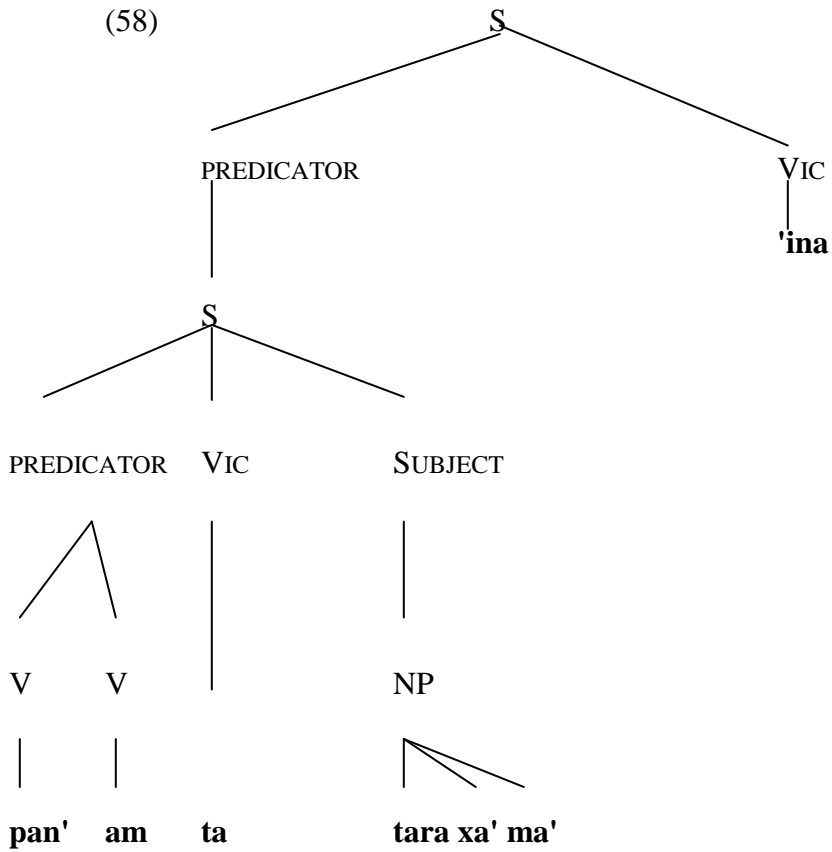 (58) S
PREDICATOR VIC
'ina
S
PREDICATOR VIC SUBJECT
V V NP
pan' am ta tara xa' ma'